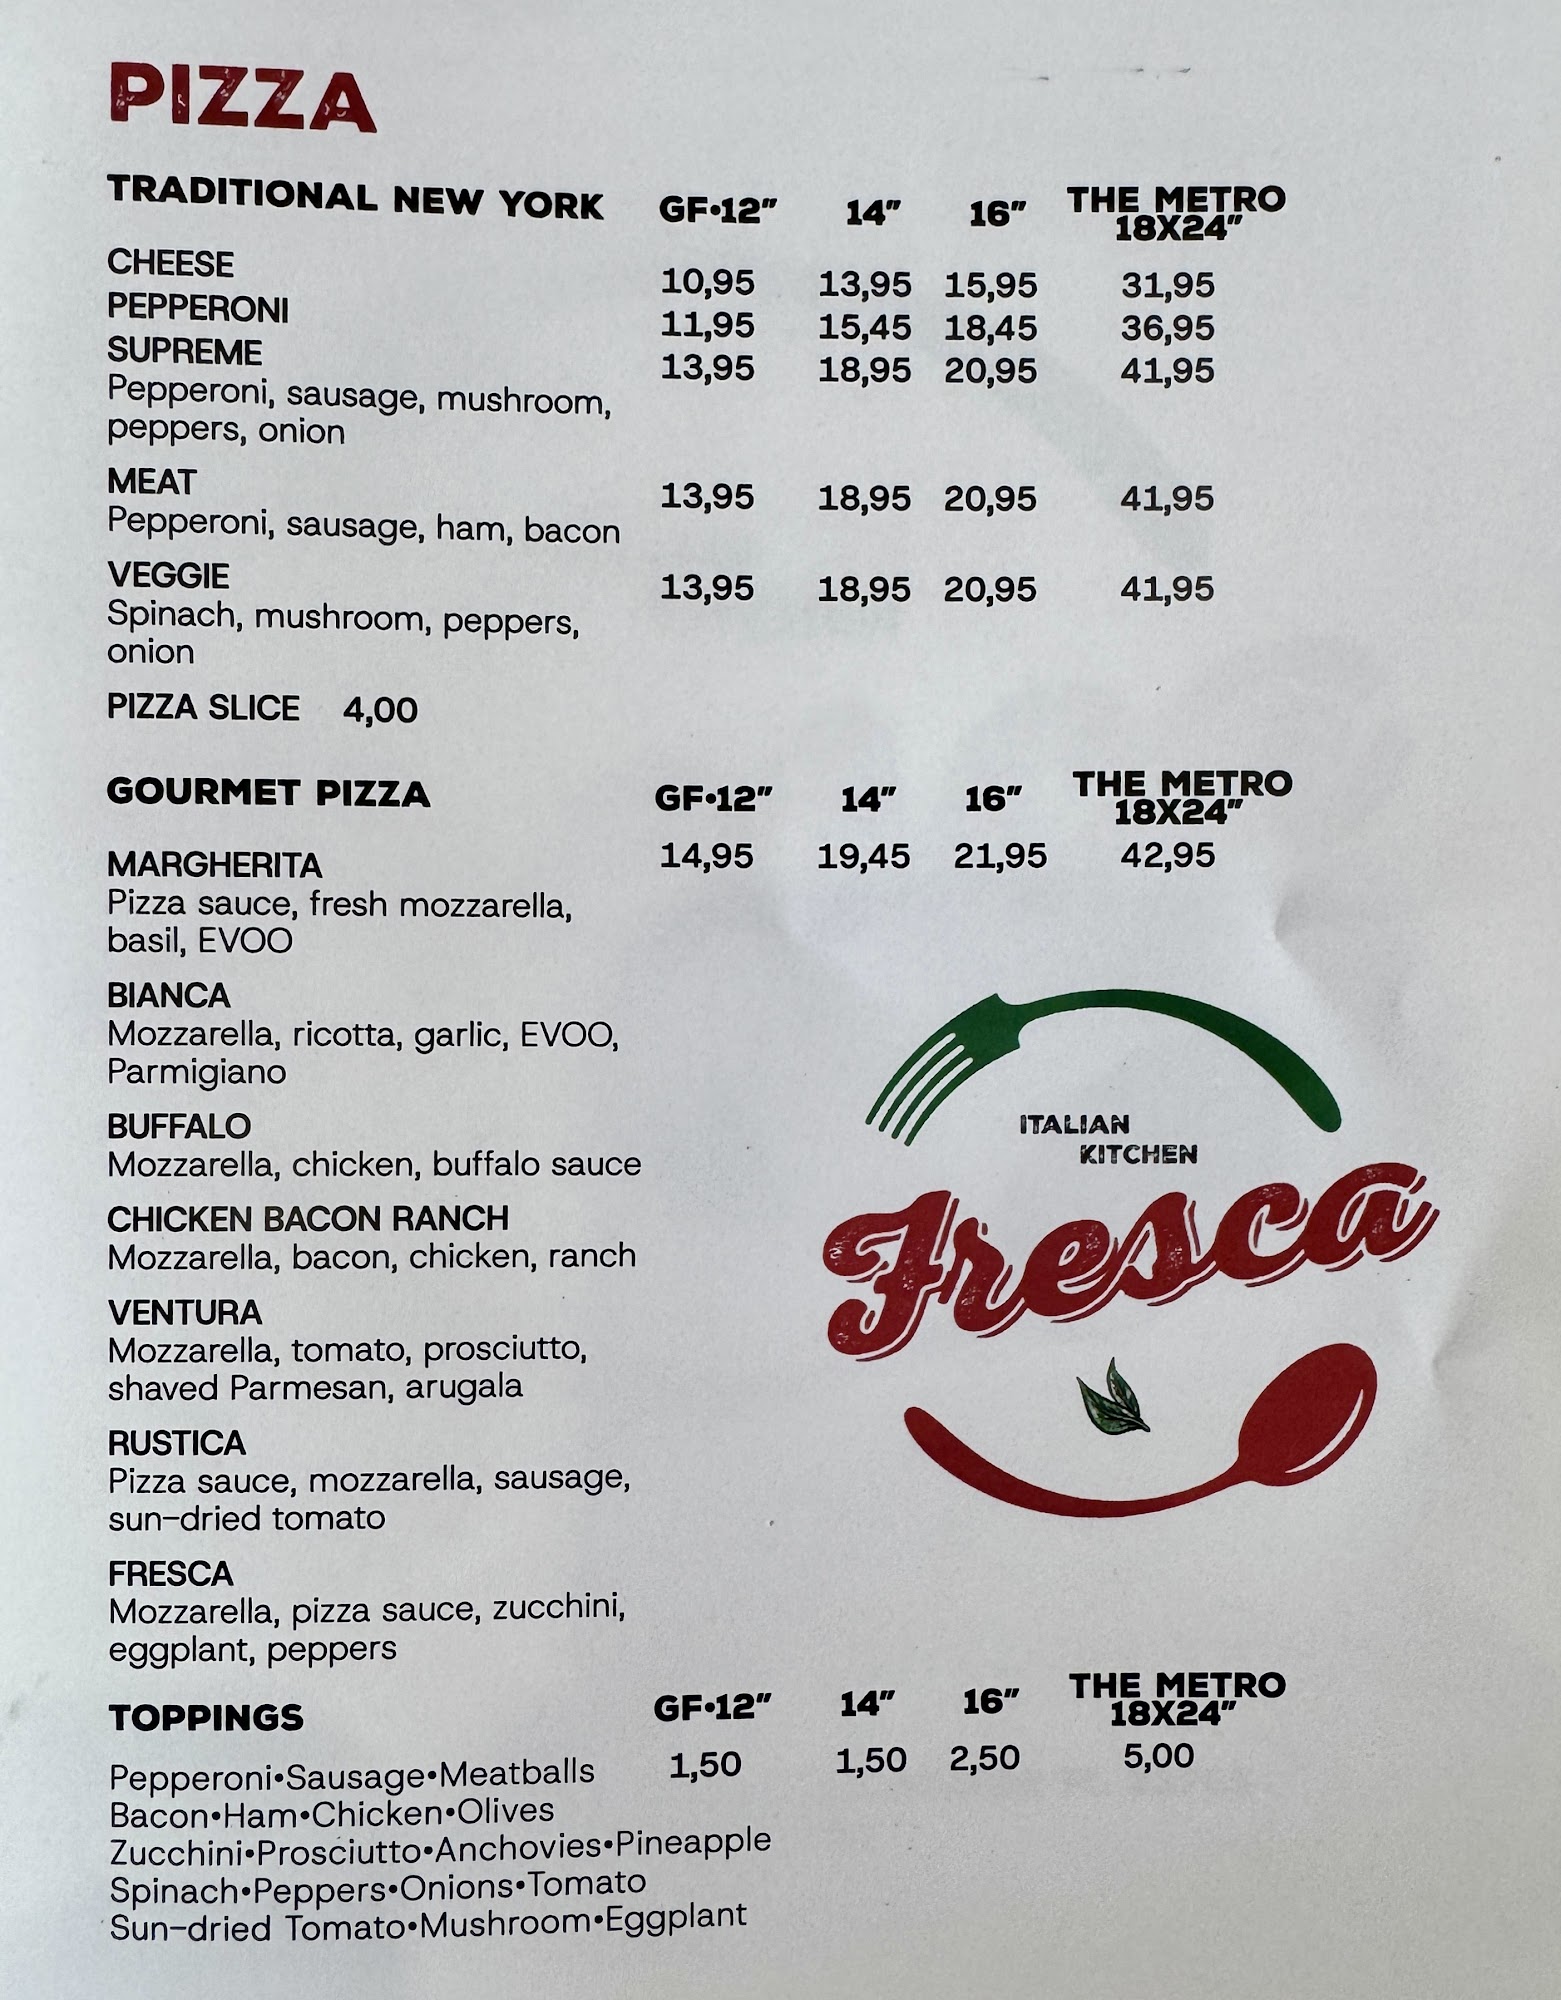 PIZZA
TRADITIONAL NEW YORK GF•12" 14" 16" THE METRO 18X24"
CHEESE 10,95 13,95 15,95 31,95
PEPPERONI 11,95 15,45 18,45 36,95
SUPREME 13,95 18,95 20,95 41,95
Pepperoni, sausage, mushroom,
peppers, onion
MEAT 13,95 18,95 20,95 41,95
Pepperoni, sausage, ham, bacon
VEGGIE 13,95 18,95 20,95 41,95
Spinach, mushroom, peppers,
onion
PIZZA SLICE 4,00
GOURMET PIZZA GF•12" 14" 16" THE METRO 18X24"
MARGHERITA 14,95 19,45 21,95 42,95
Pizza sauce, fresh mozzarella,
basil, EVOO
BIANCA
Mozzarella, ricotta, garlic, EVOO,
Parmigiano
BUFFALO
Mozzarella, chicken, buffalo sauce
CHICKEN BACON RANCH
Mozzarella, bacon, chicken, ranch
VENTURA
Mozzarella, tomato, prosciutto,
shaved Parmesan, arugala
RUSTICA
Pizza sauce, mozzarella, sausage,
sun-dried tomato
FRESCA
Mozzarella, pizza sauce, zucchini,
eggplant, peppers
ITALIAN
KITCHEN
Fresca
TOPPINGS GF•12" 14" 16" THE METRO 18X24"
Pepperoni•Sausage•Meatballs 1,50 1,50 2,50 5,00
Bacon•Ham•Chicken•Olives
Zucchini•Prosciutto•Anchovies•Pineapple
Spinach•Peppers•Onions•Tomato
Sun-dried Tomato•Mushroom•Eggplant